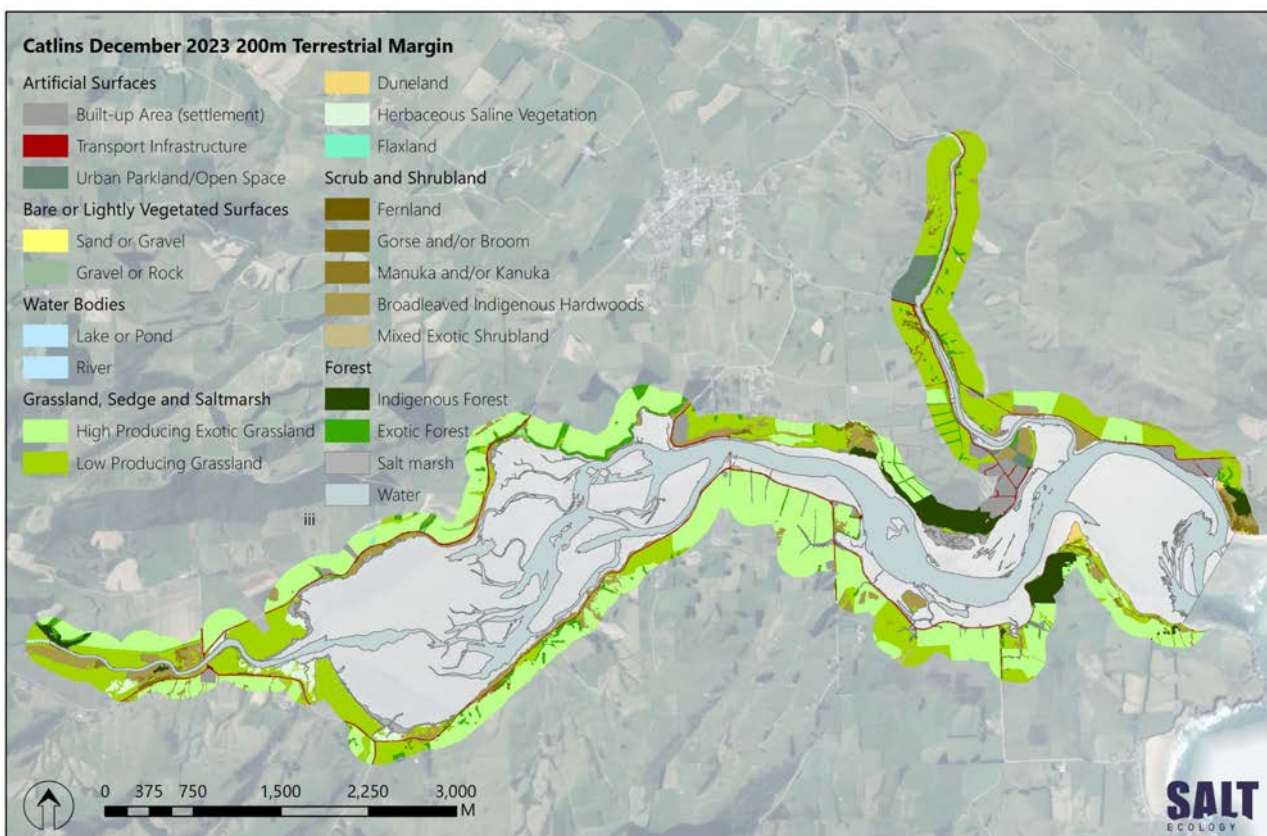 Catlins December 2023 200m Terrestrial Margin
Artificial Surfaces
Built-up Area (settlement)
Transport Infrastructure
Urban Parkland/Open Space
Bare or Lightly Vegetated Surfaces
Sand or Gravel
Gravel or Rock
Water Bodies
Lake or Pond
River
Grassland, Sedge and Saltmarsh
High Producing Exotic Grassland
Low Producing Grassland
Duneland
Herbaceous Saline Vegetation
Flaxland
Scrub and Shrubland
Fernland
Gorse and/or Broom
Manuka and/or Kanuka
Broadleaved Indigenous Hardwoods
Mixed Exotic Shrubland
Forest
Indigenous Forest
Exotic Forest
Salt marsh
Water
iii
0 375 750 1,500 2,250 3,000
M
SALT
ECOLOGY